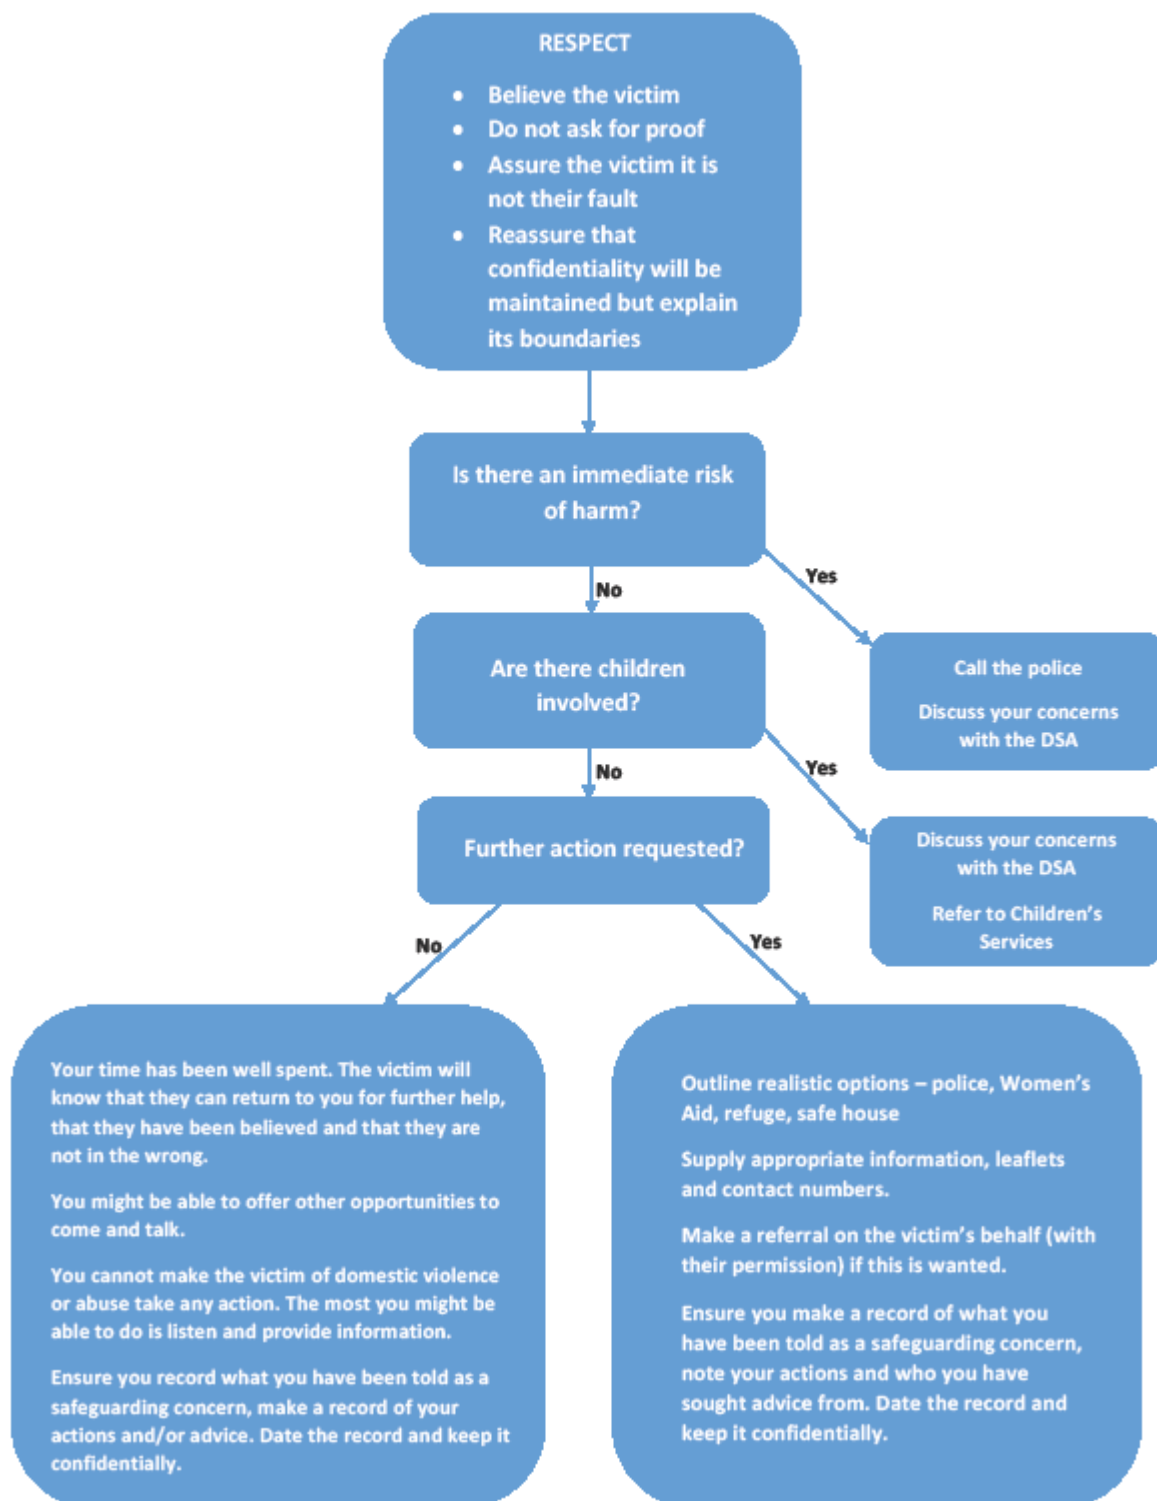 RESPECT
• Believe the victim
• Do not ask for proof
• Assure the victim it is
not their fault
• Reassure that
confidentiality will be
maintained but explain
its boundaries
Is there an immediate risk
of harm?
Yes
No
Are there children
involved?
Call the police
Discuss your concerns
with the DSA
Yes
No
Further action requested?
Discuss your concerns
with the DSA
Refer to Children's
Services
No
Yes
Your time has been well spent. The victim will
know that they can return to you for further help,
that they have been believed and that they are
not in the wrong.
You might be able to offer other opportunities to
come and talk.
You cannot make the victim of domestic violence
or abuse take any action. The most you might be
able to do is listen and provide information.
Ensure you record what you have been told as a
safeguarding concern, make a record of your
actions and/or advice. Date the record and keep it
confidentially.
Outline realistic options – police, Women's
Aid, refuge, safe house
Supply appropriate information, leaflets
and contact numbers.
Make a referral on the victim's behalf (with
their permission) if this is wanted.
Ensure you make a record of what you
have been told as a safeguarding concern,
note your actions and who you have
sought advice from. Date the record and
keep it confidentially.